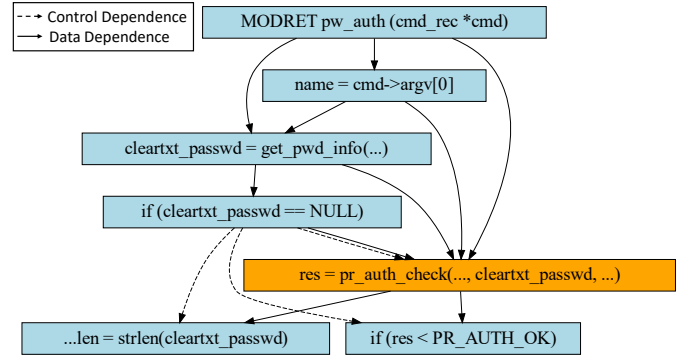 Control Dependence
Data Dependence
MODRET pw_auth (cmd_rec *cmd)
name = cmd->argv[0]
cleartxt_passwd = get_pwd_info(...)
if (cleartxt_passwd == NULL)
res = pr_auth_check(..., cleartxt_passwd, ...)
...len = strlen(cleartxt_passwd)
if (res < PR_AUTH_OK)